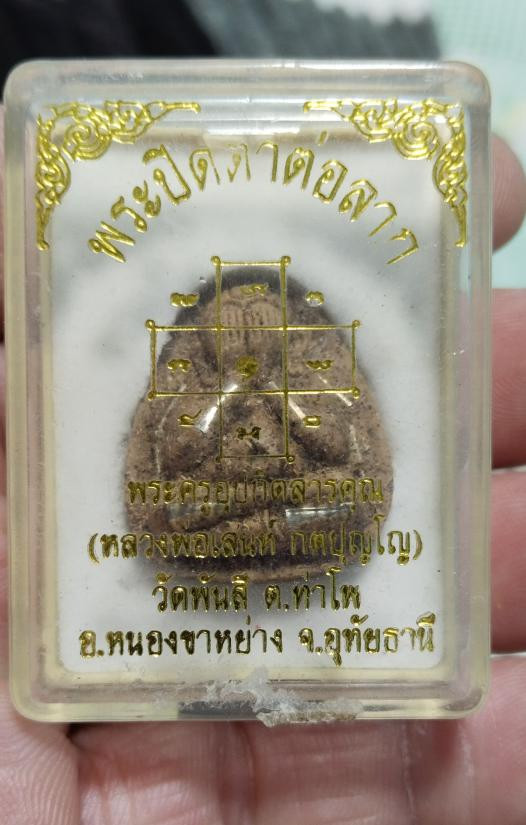 พระปิดตาต่อลาภ
พระครูอุปกิตสารคุณ
(หลวงพ่อเสน่ห์ กตปุญโญ)
วัดพันสี ต.ท่าโพ
อ.หนองขาหย่าง จ.อุทัยธานี